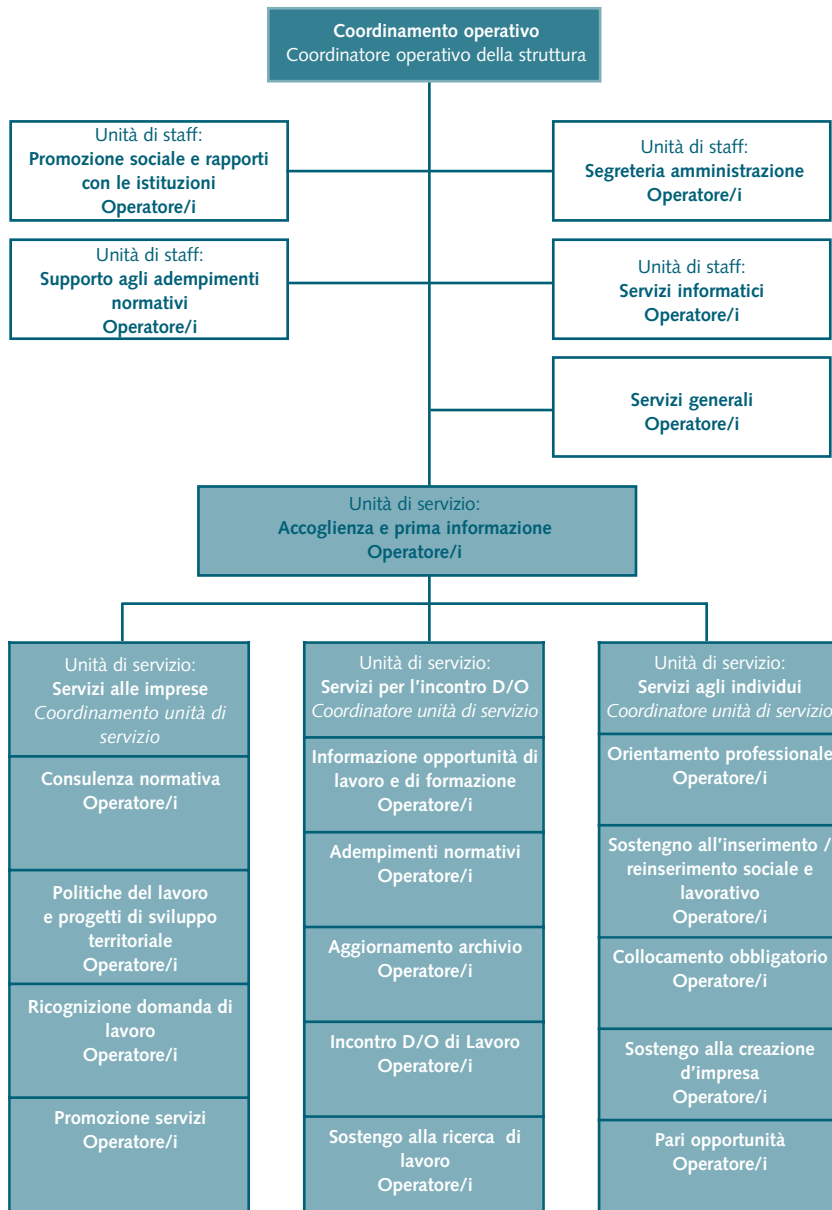 Coordinamento operativo
Coordinatore operativo della struttura
Unità di staff:
Promozione sociale e rapporti
con le istituzioni
Operatore/i
Unità di staff:
Segreteria amministrazione
Operatore/i
Unità di staff:
Supporto agli adempimenti
normativi
Operatore/i
Unità di staff:
Servizi informatici
Operatore/i
Servizi generali
Operatore/i
Unità di servizio:
Accoglienza e prima informazione
Operatore/i
Unità di servizio:
Servizi alle imprese
Coordinamento unità di
servizio
Consulenza normativa
Operatore/i
Politiche del lavoro
e progetti di sviluppo
territoriale
Operatore/i
Ricognizione domanda di
lavoro
Operatore/i
Promozione servizi
Operatore/i
Unità di servizio:
Servizi per l'incontro D/O
Coordinatore unità di servizio
Informazione opportunità di
lavoro e di formazione
Operatore/i
Adempimenti normativi
Operatore/i
Aggiornamento archivio
Operatore/i
Incontro D/O di Lavoro
Operatore/i
Sostengo alla ricerca di
lavoro
Operatore/i
Unità di servizio:
Servizi agli individui
Coordinatore unità di servizio
Orientamento professionale
Operatore/i
Sostengno all'inserimento /
reinserimento sociale e
lavorativo
Operatore/i
Collocamento obbligatorio
Operatore/i
Sostengo alla creazione
d'impresa
Operatore/i
Pari opportunità
Operatore/i